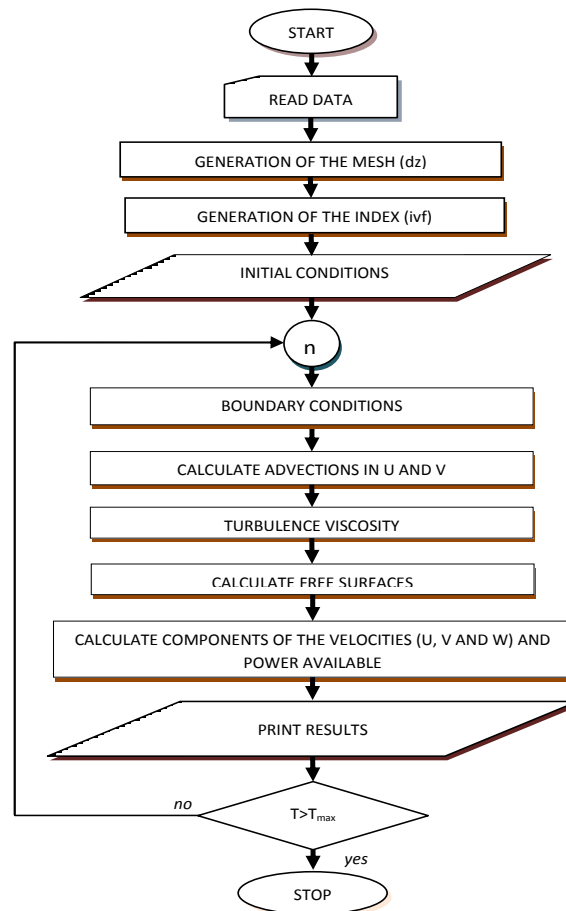 START
READ DATA
GENERATION OF THE MESH (dz)
GENERATION OF THE INDEX (ivf)
INITIAL CONDITIONS
n
BOUNDARY CONDITIONS
CALCULATE ADVECTIONS IN U AND V
TURBULENCE VISCOSITY
CALCULATE FREE SURFACES
CALCULATE COMPONENTS OF THE VELOCITIES (U, V AND W) AND
POWER AVAILABLE
PRINT RESULTS
no
T>Tmax
yes
STOP